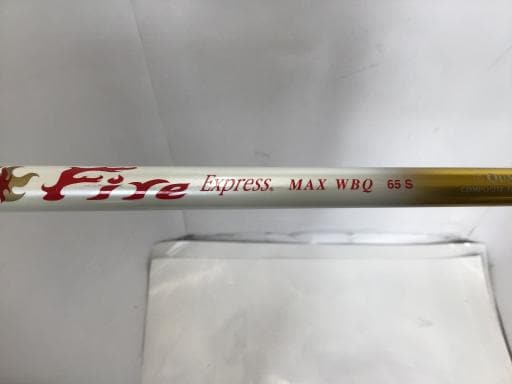 Fire Express® MAX WBQ 65 S